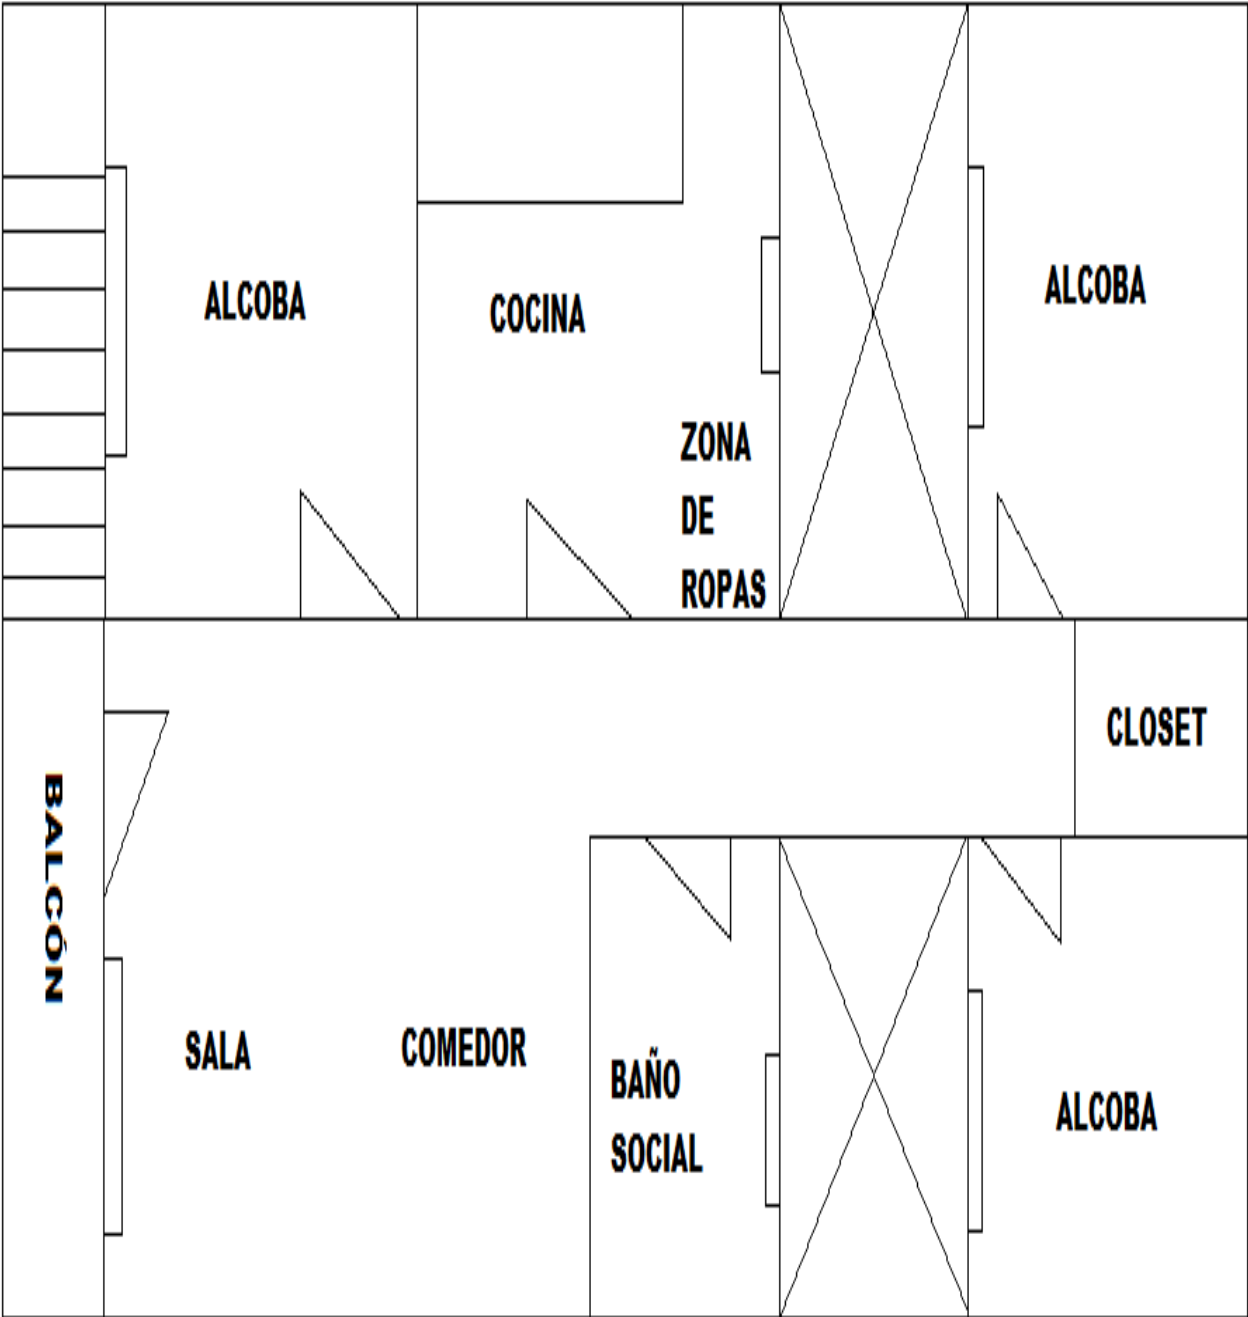 ALCOBA
COCINA
ALCOBA
ZONA
DE
ROPAS
CLOSET
BALCÓN
SALA
COMEDOR
BAÑO
SOCIAL
ALCOBA